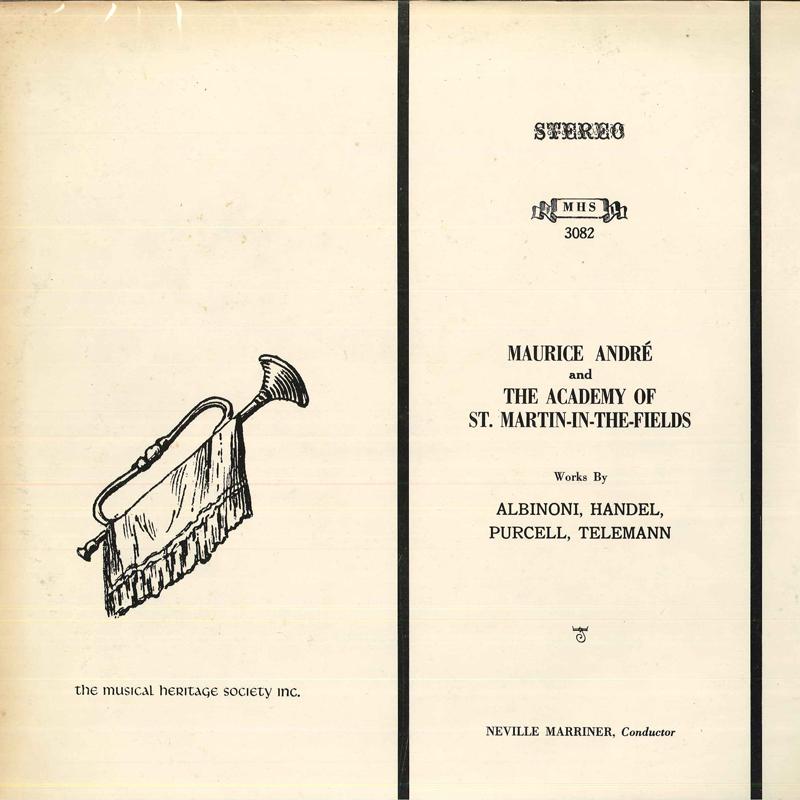 STEREO
MHS
3082
MAURICE ANDRÉ
and
THE ACADEMY OF
ST. MARTIN-IN-THE-FIELDS
Works By
ALBINONI, HANDEL,
PURCELL, TELEMANN
the musical heritage society inc.
NEVILLE MARRINER, Conductor